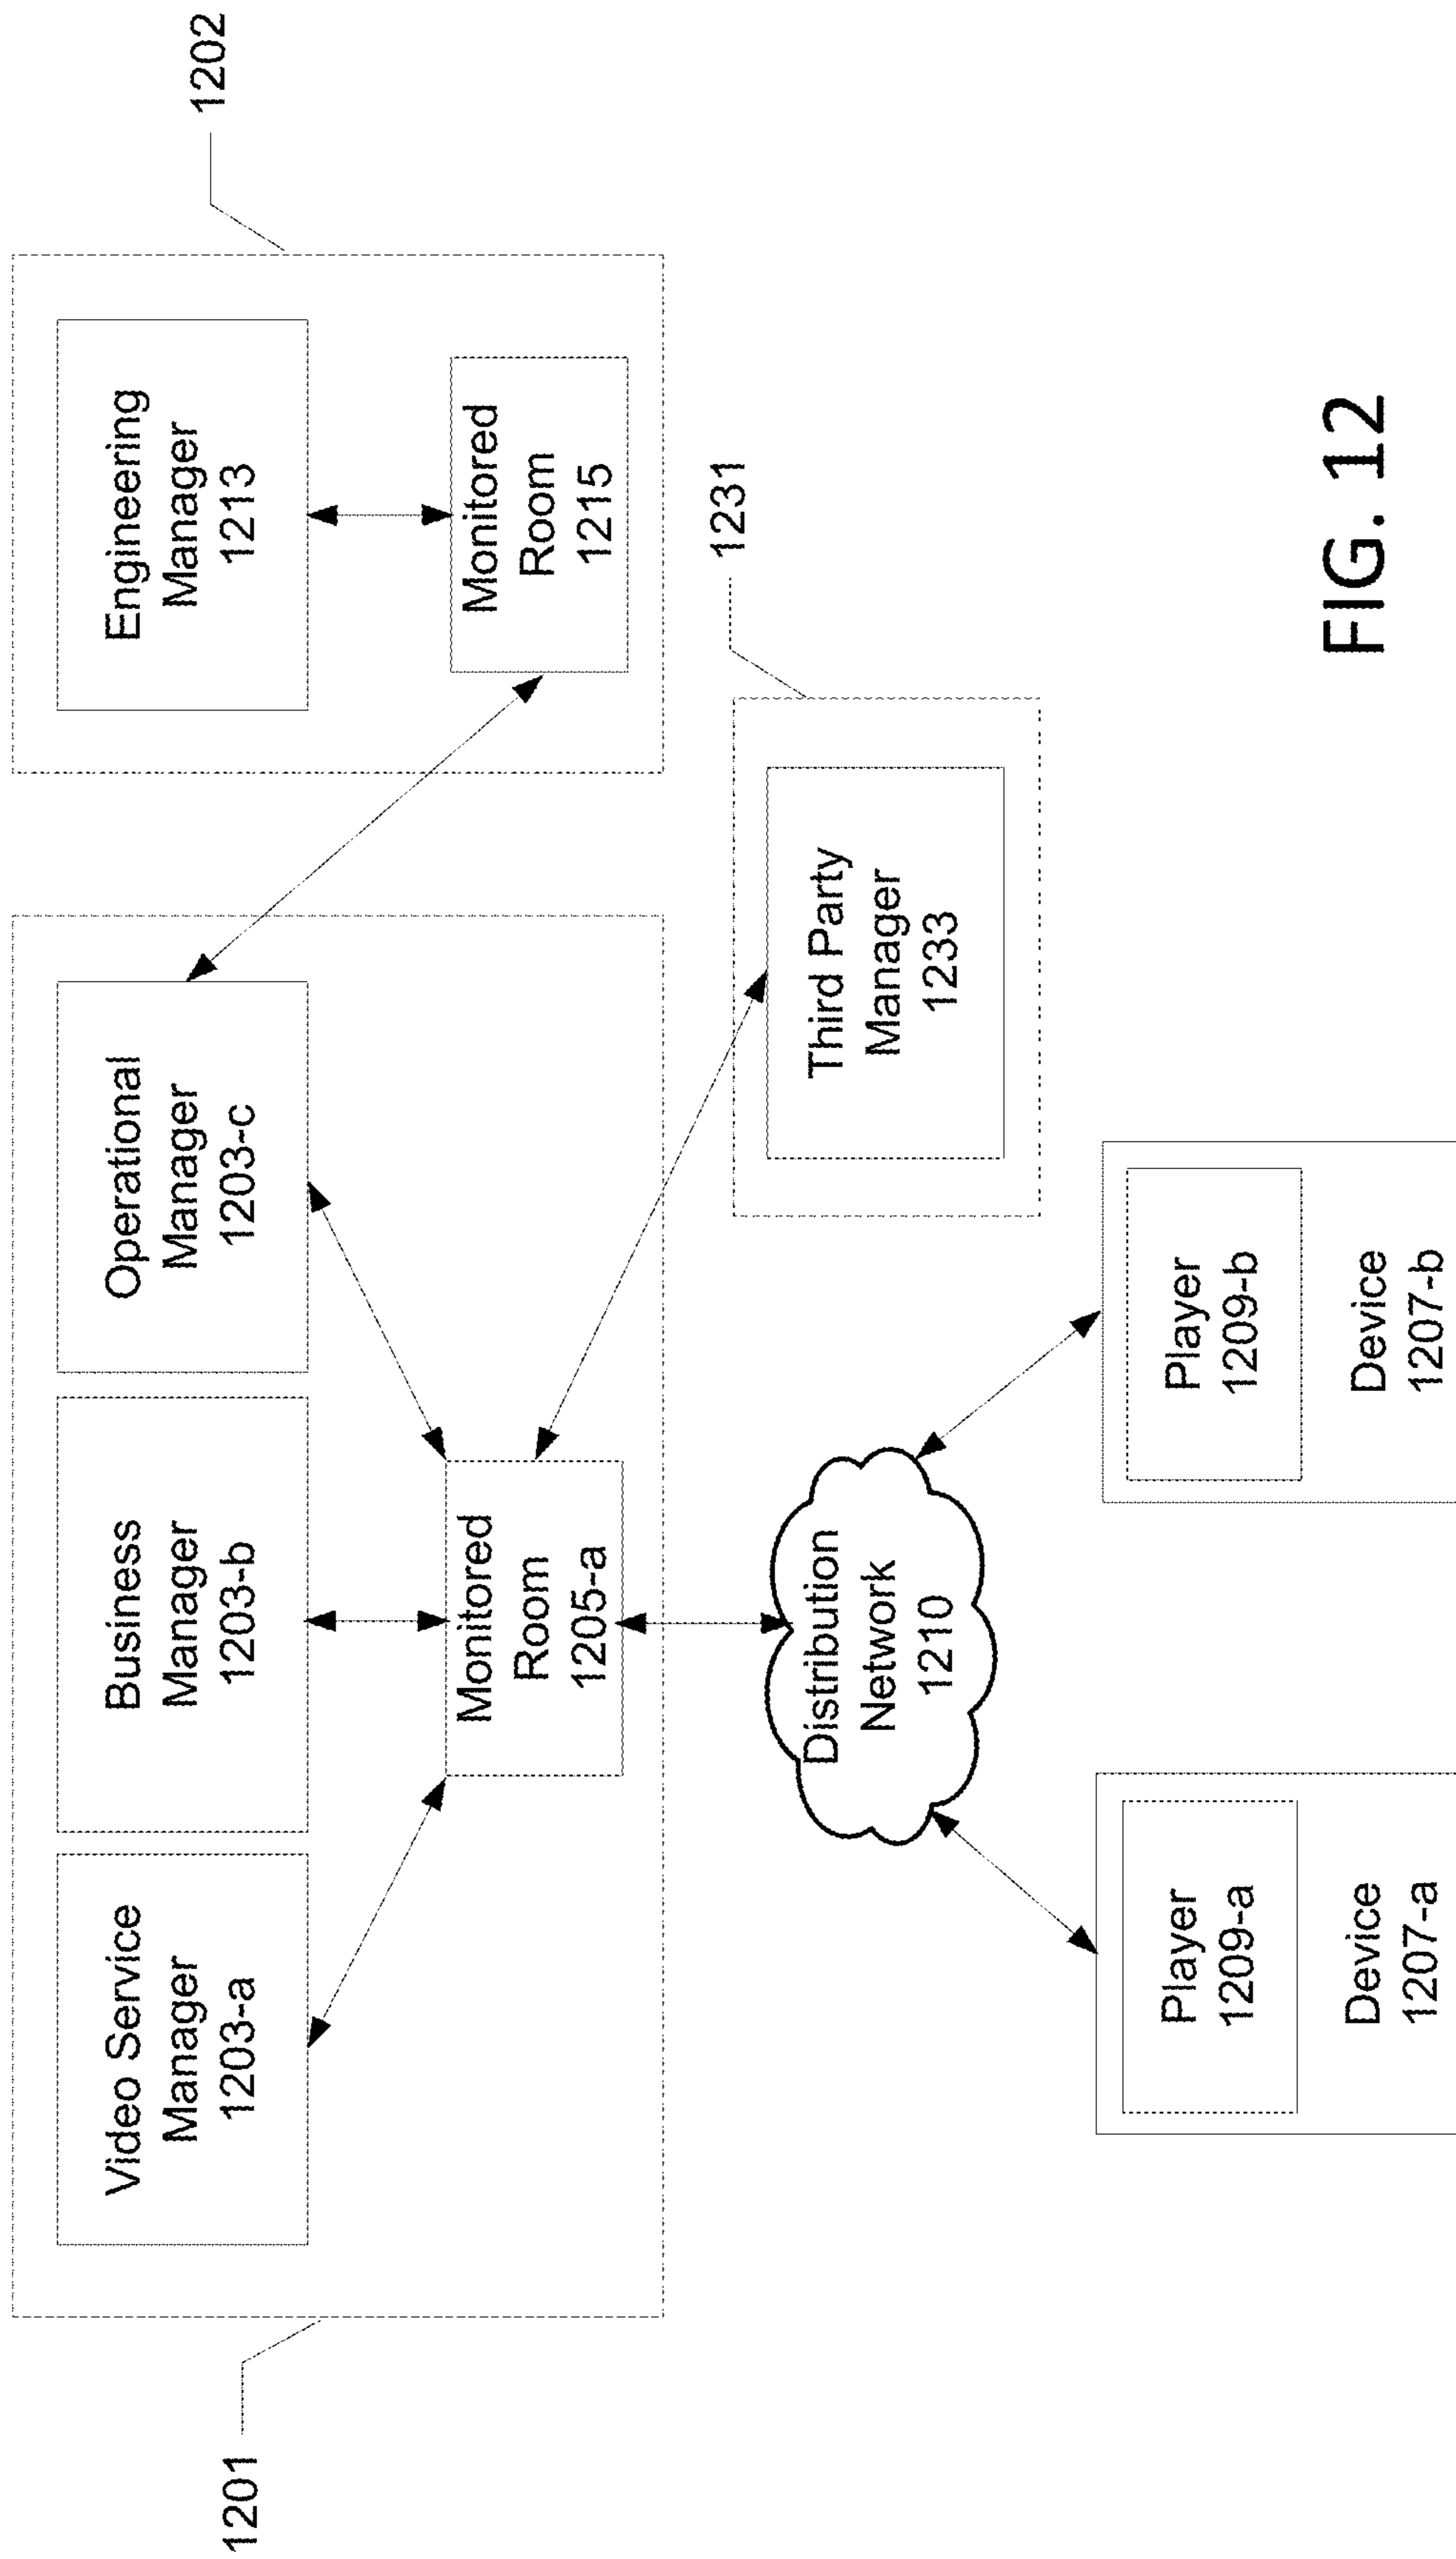 1201
1202
Video Service
Manager
1203-a
Business
Manager
1203-b
Operational
Manager
1203-c
Engineering
Manager
1213
Monitored
Room
1205-a
Monitored
Room
1215
1231
Third Party
Manager
1233
Distribution
Network
1210
Player
1209-a
Device
1207-a
Player
1209-b
Device
1207-b
FIG. 12